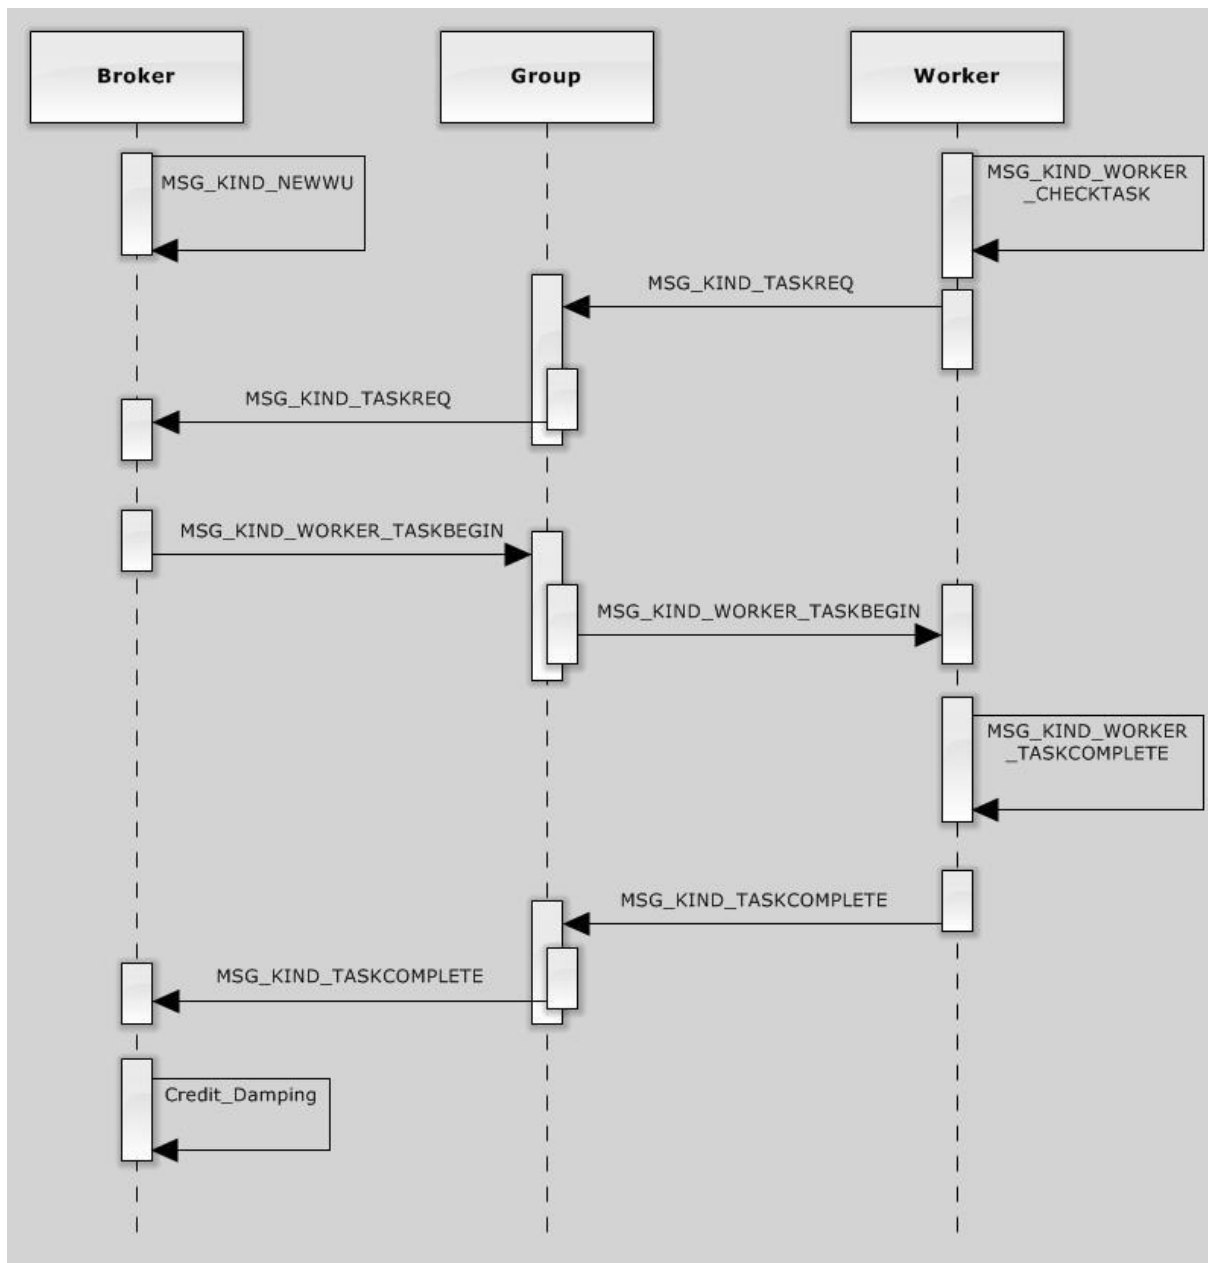 Broker
Group
Worker
MSG_KIND_NEWWU
MSG_KIND_WORKER
_CHECKTASK
MSG_KIND_TASKREQ
MSG_KIND_TASKREQ
MSG_KIND_WORKER_TASKBEGIN
MSG_KIND_WORKER_TASKBEGIN
MSG_KIND_WORKER
_TASKCOMPLETE
MSG_KIND_TASKCOMPLETE
MSG_KIND_TASKCOMPLETE
Credit_Damping